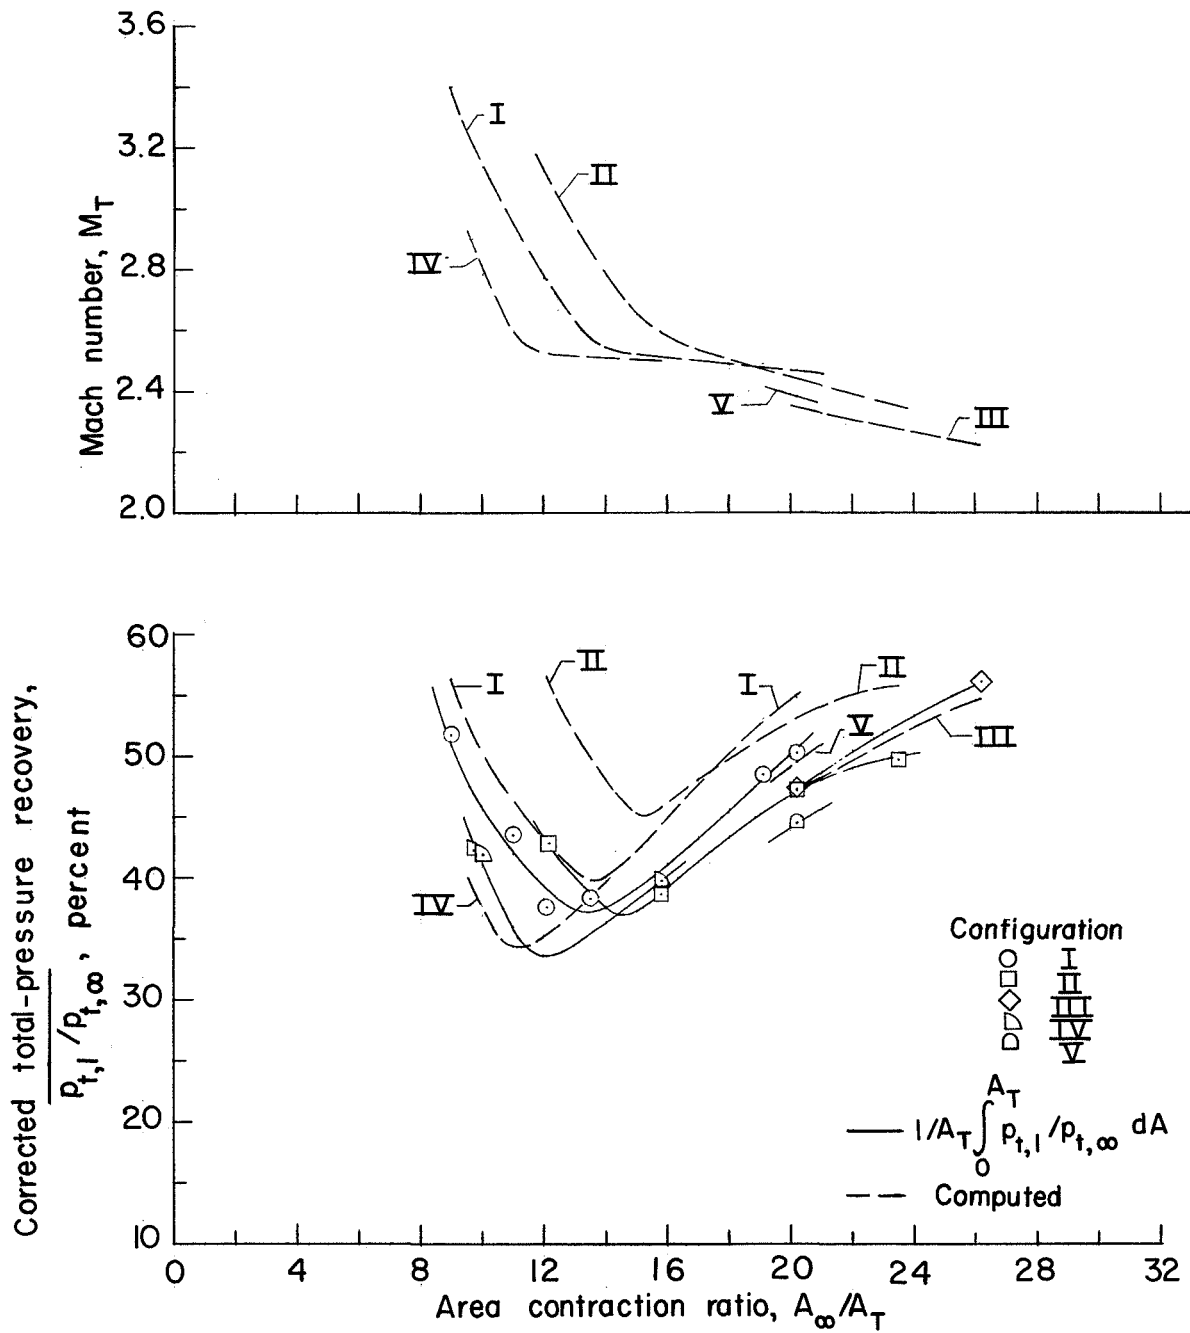 3.6
I
3.2
II
Mach number, M_T
2.8
IV
2.4
V
III
2.0
60
II
I
I
II
V
50
III
Corrected total-pressure recovery,
p_t,1/p_t,∞, percent
40
IV
Configuration
I
II
30
III
IV
V
20
1/A_T ∫_0^A_T p_t,1/p_t,∞ dA
Computed
10
0 4 8 12 16 20 24 28 32
Area contraction ratio, A_∞/A_T